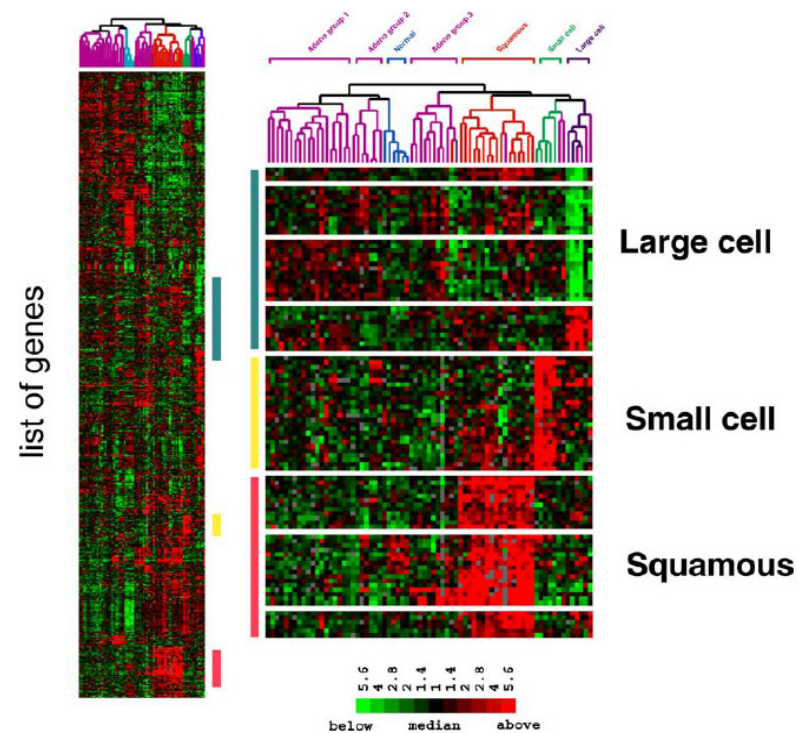 Adeno group 1
Adeno group 2
Normal
Adeno group 3
Squamous
Small cell
Large cell
list of genes
Large cell
Small cell
Squamous
5.6
4
2.8
2
1.4
1
1.4
2
2.8
4
5.6
below median above